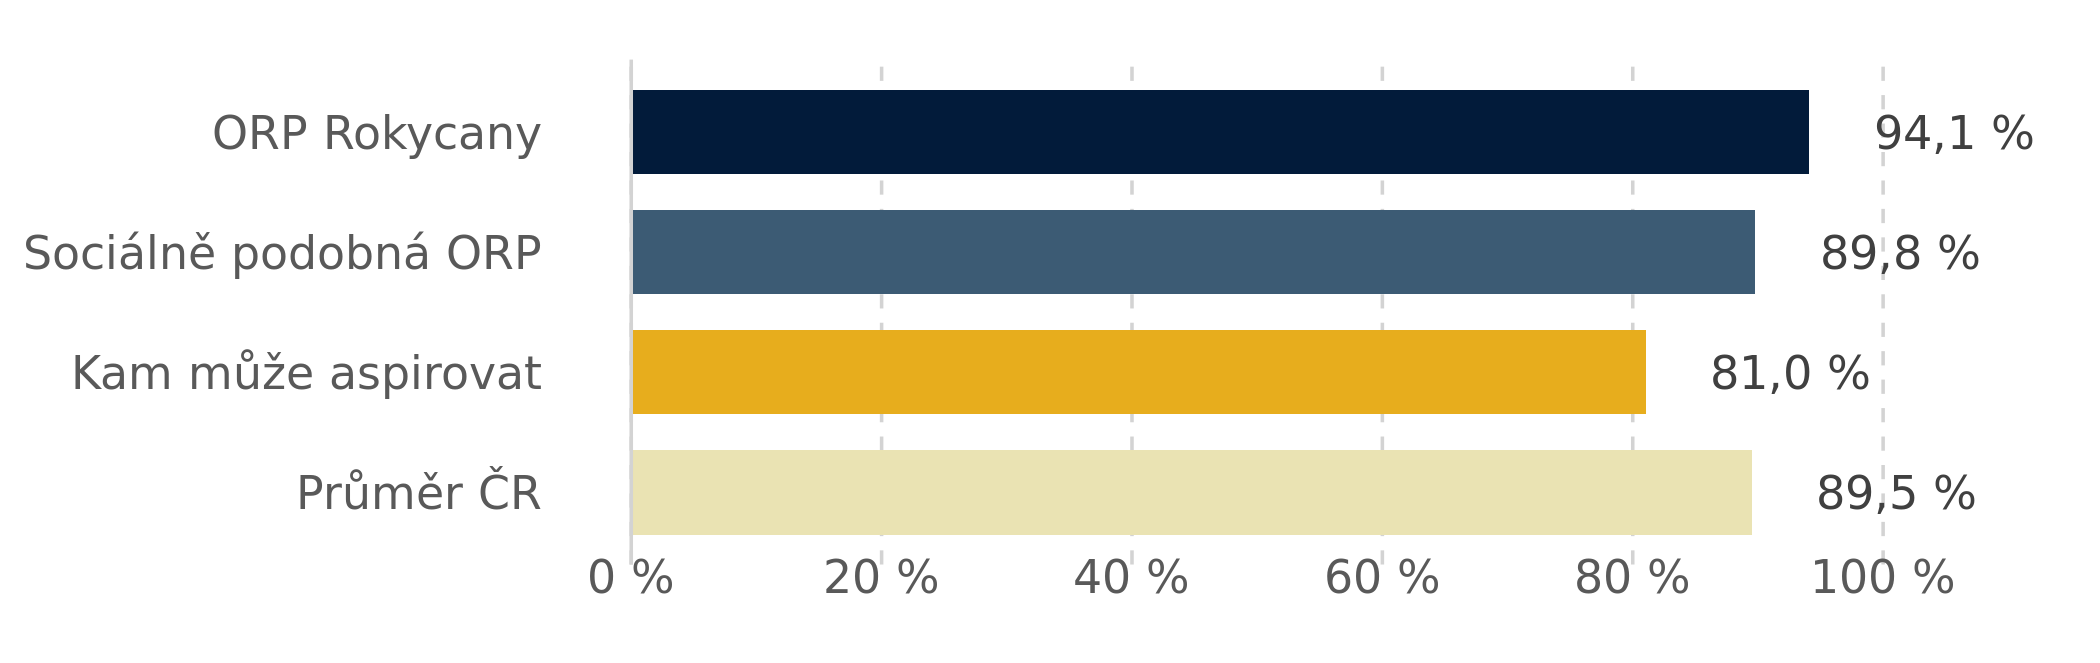 ORP Rokycany 94,1 %
Sociálně podobná ORP 89,8 %
Kam může aspirovat 81,0 %
Průměr ČR 89,5 %
0 % 20 % 40 % 60 % 80 % 100 %